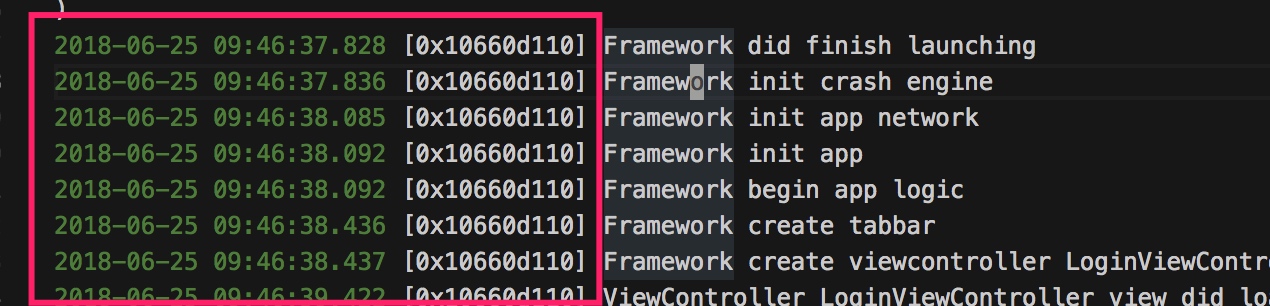 )
2018-06-25 09:46:37.828 [0x10660d110] Framework did finish launching
2018-06-25 09:46:37.836 [0x10660d110] Framework init crash engine
2018-06-25 09:46:38.085 [0x10660d110] Framework init app network
2018-06-25 09:46:38.092 [0x10660d110] Framework init app
2018-06-25 09:46:38.092 [0x10660d110] Framework begin app logic
2018-06-25 09:46:38.436 [0x10660d110] Framework create tabbar
2018-06-25 09:46:38.437 [0x10660d110] Framework create viewcontroller LoginViewContr
2018-06-25 09:46:39.422 [0x10660d110] ViewController LoginViewController view did lo